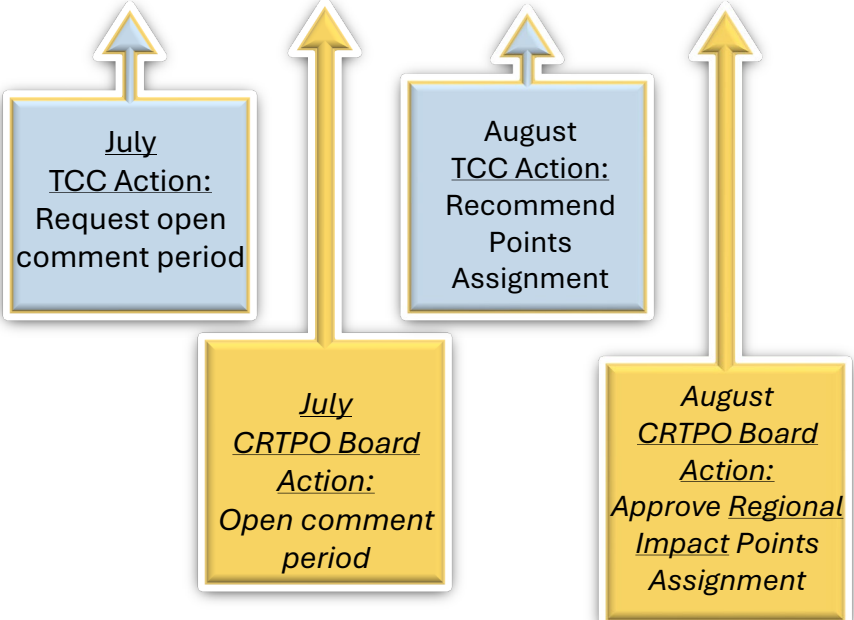 July
TCC Action:
Request open
comment period
July
CRTPO Board
Action:
Open comment
period
August
TCC Action:
Recommend
Points
Assignment
August
CRTPO Board
Action:
Approve Regional
Impact Points
Assignment